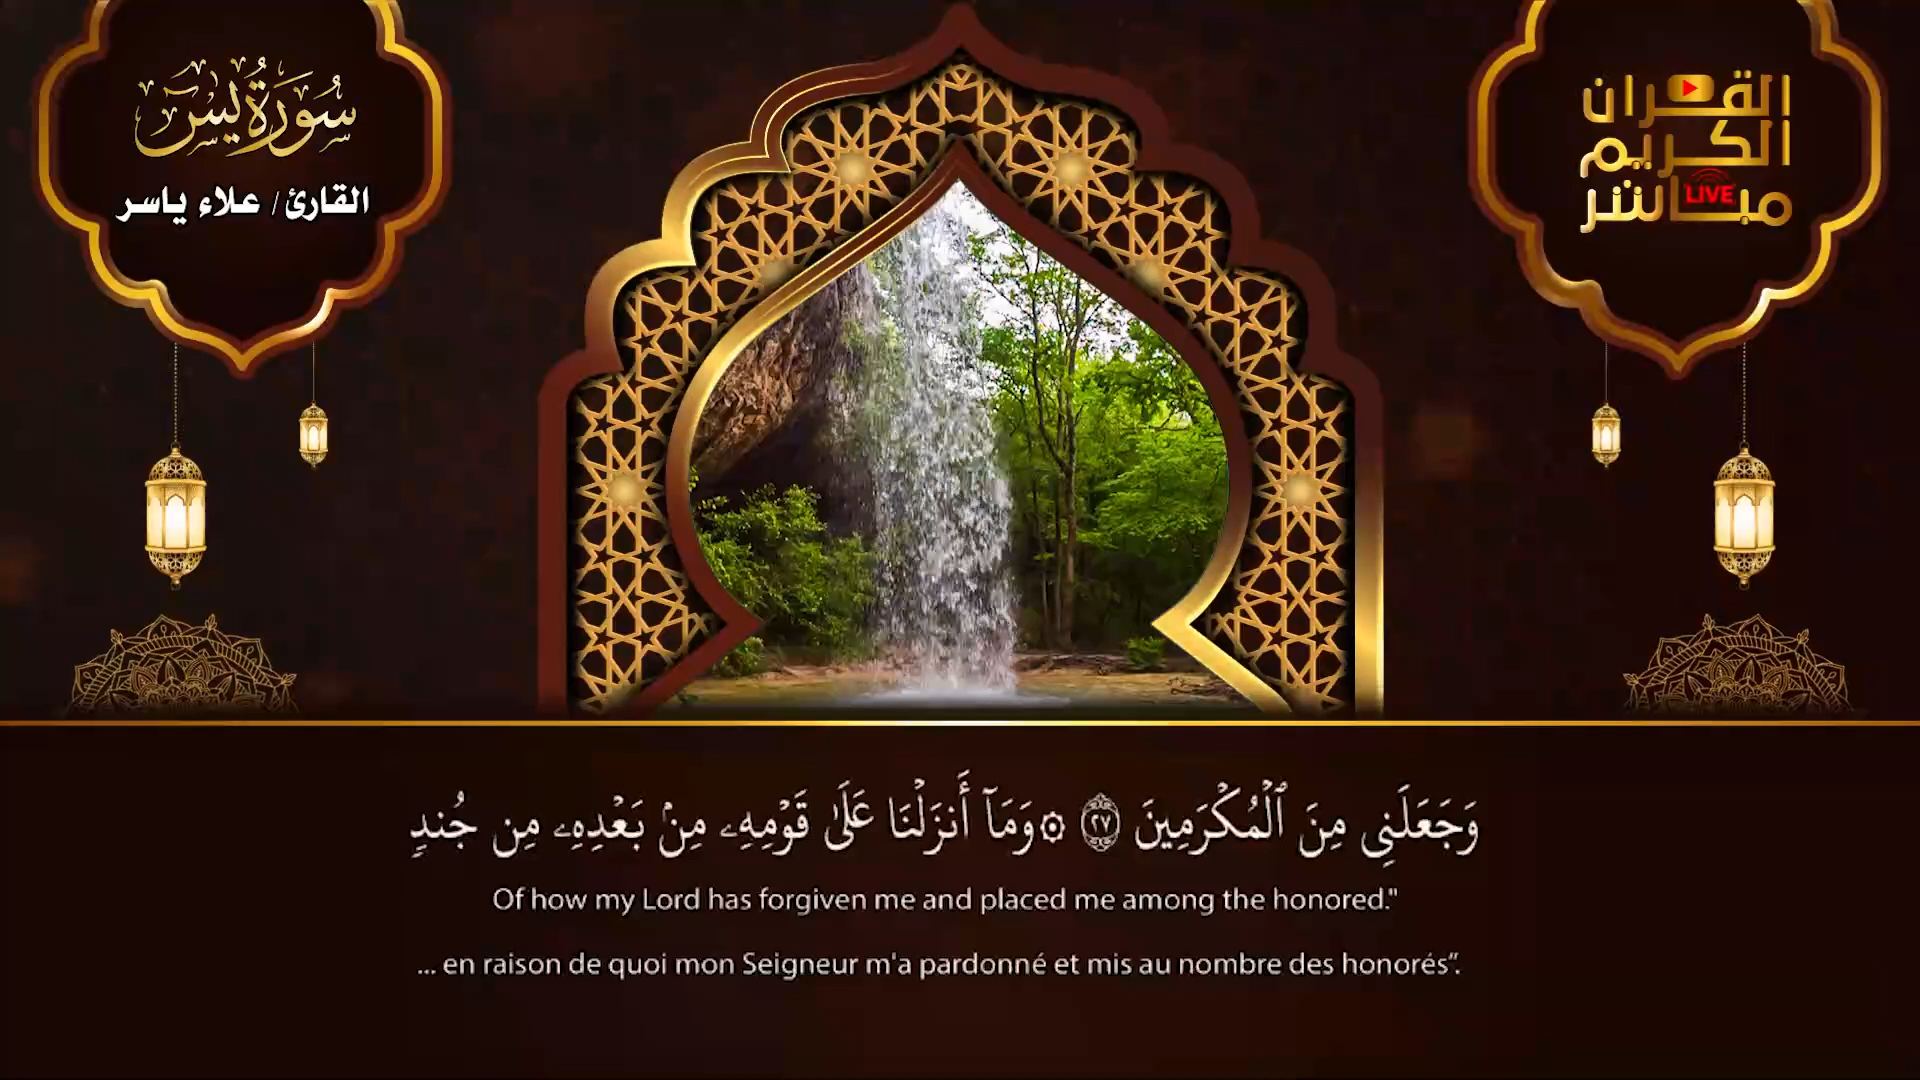 سُورَةُ يسٓ
القارئ / علاء ياسر
القران
الكريم
مباشر
LIVE
وَجَعَلَنِى مِنَ ٱلْمُكْرَمِينَ ٢٧ ۞ وَمَآ أَنزَلْنَا عَلَىٰ قَوْمِهِۦ مِنۢ بَعْدِهِۦ مِن جُندٍ
Of how my Lord has forgiven me and placed me among the honored."
... en raison de quoi mon Seigneur m'a pardonné et mis au nombre des honorés”.